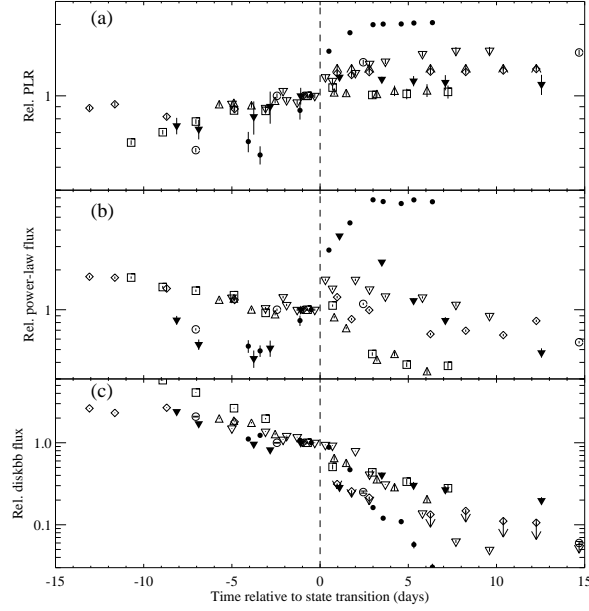 (a)
Rel. PLR
1
(b)
Rel. power-law flux
1
(c)
Rel. diskbb flux
1.0
0.1
-15 -10 -5 0 5 10 15
Time relative to state transition (days)